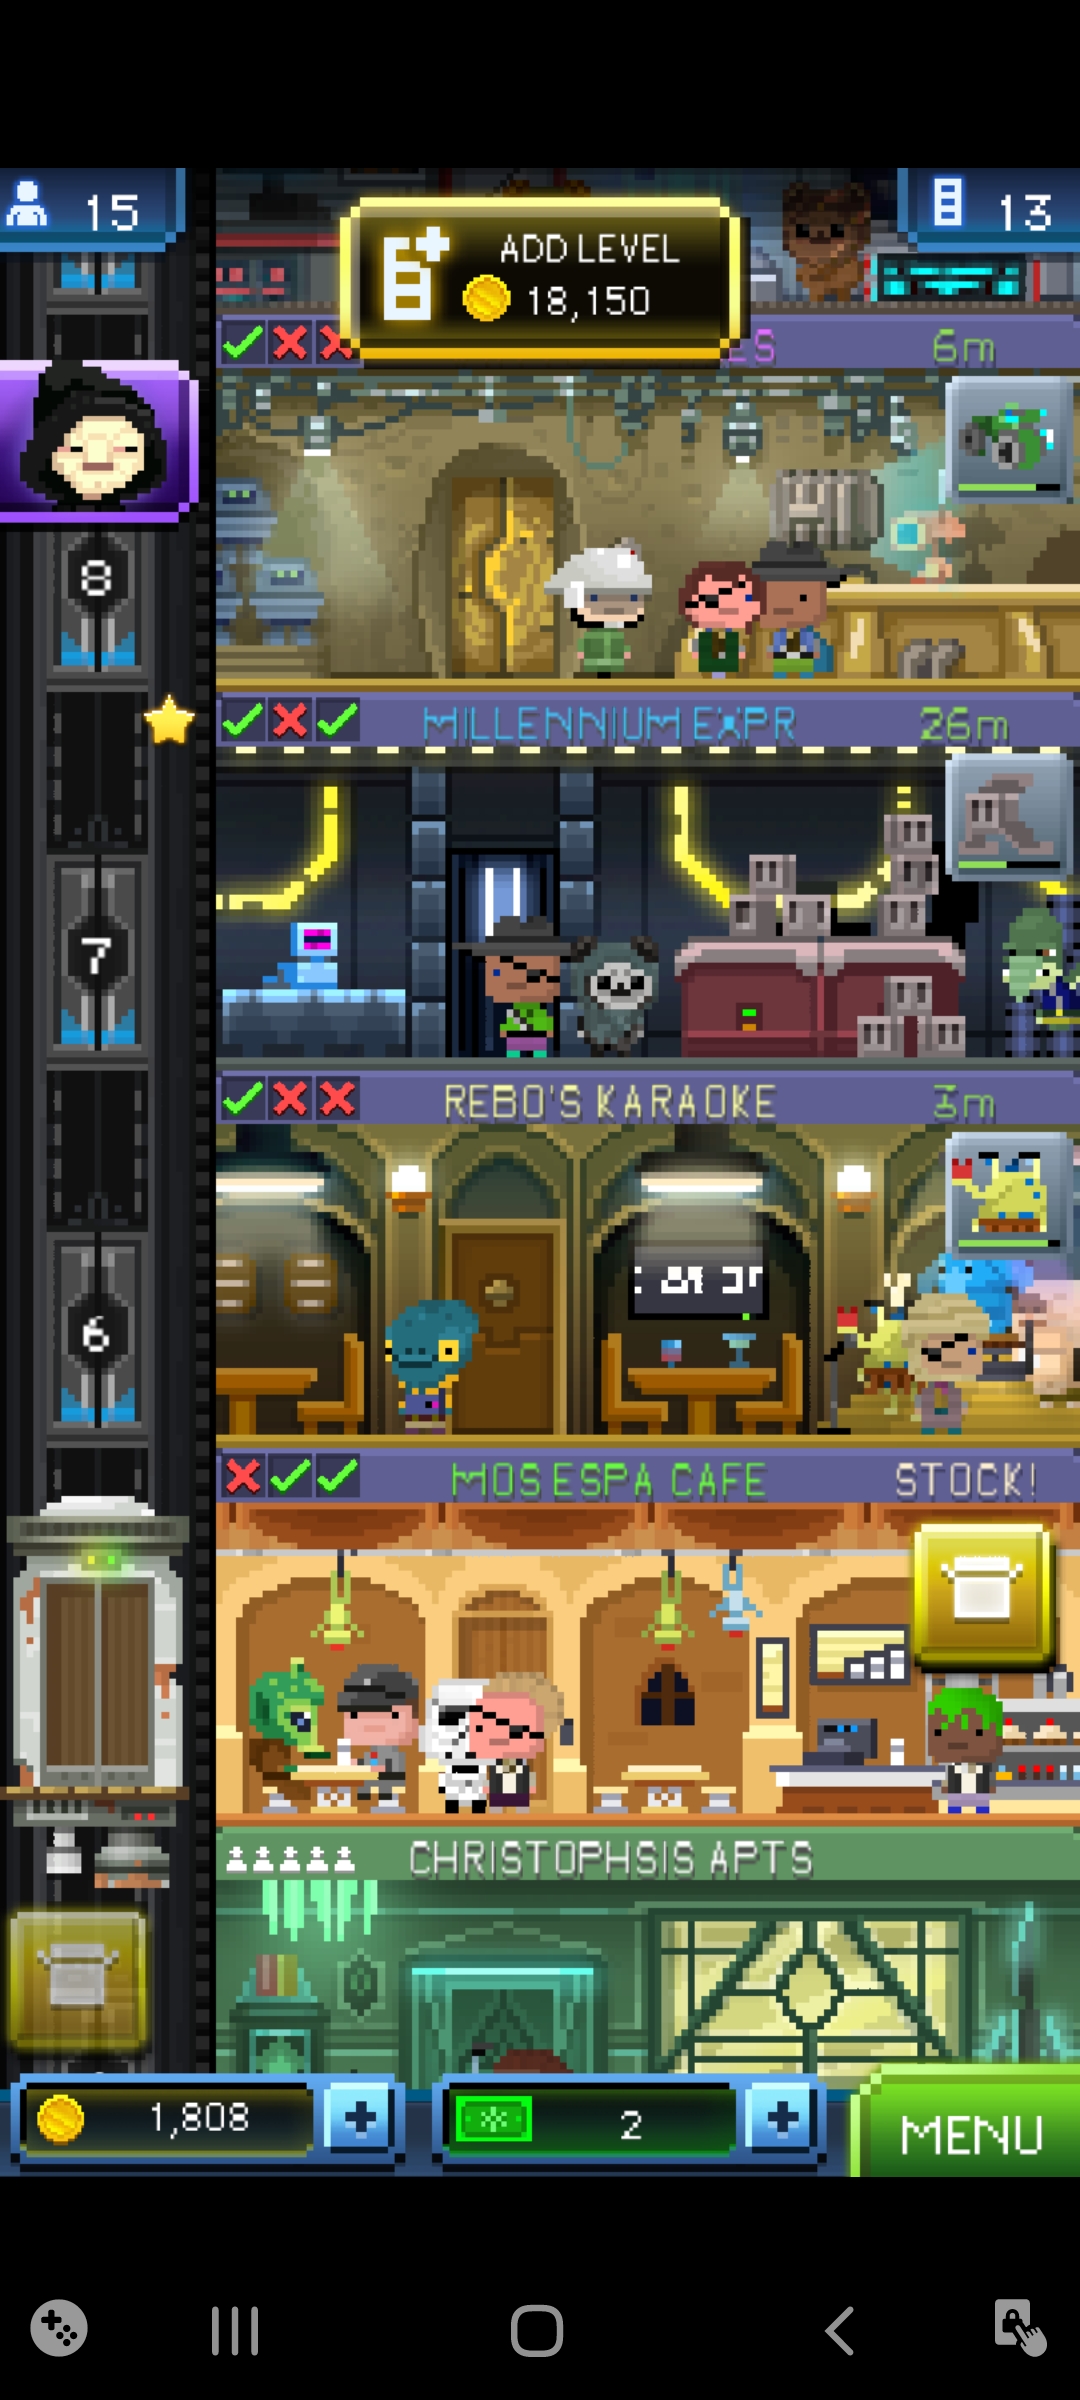 15
13
ADD LEVEL
18,150
ES 6m
8
MILLENNIUM EXPR 26m
7
REBO'S KARAOKE 3m
6
MOS ESPA CAFE STOCK!
CHRISTOPHSIS APTS
1,808
2
MENU